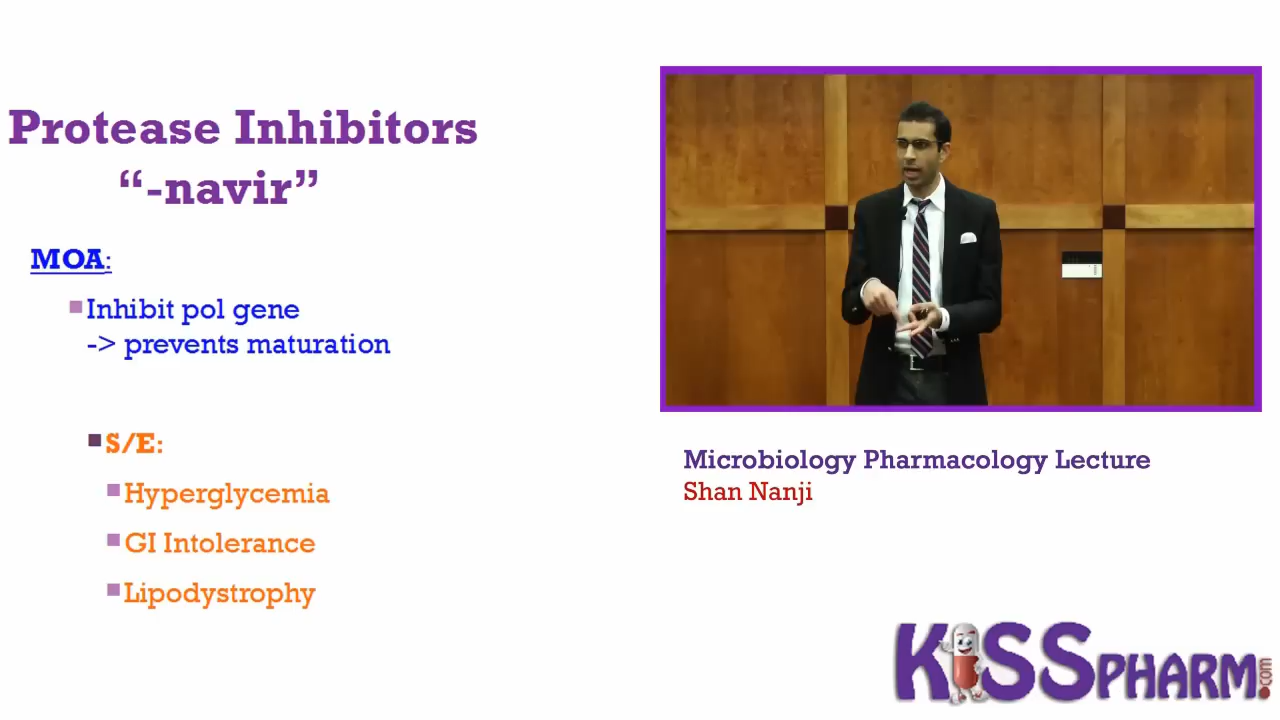 Protease Inhibitors
“-navir”
MOA:
Inhibit pol gene
-> prevents maturation
S/E:
Hyperglycemia
GI Intolerance
Lipodystrophy
Microbiology Pharmacology Lecture
Shan Nanji
KiSSPHARM.com